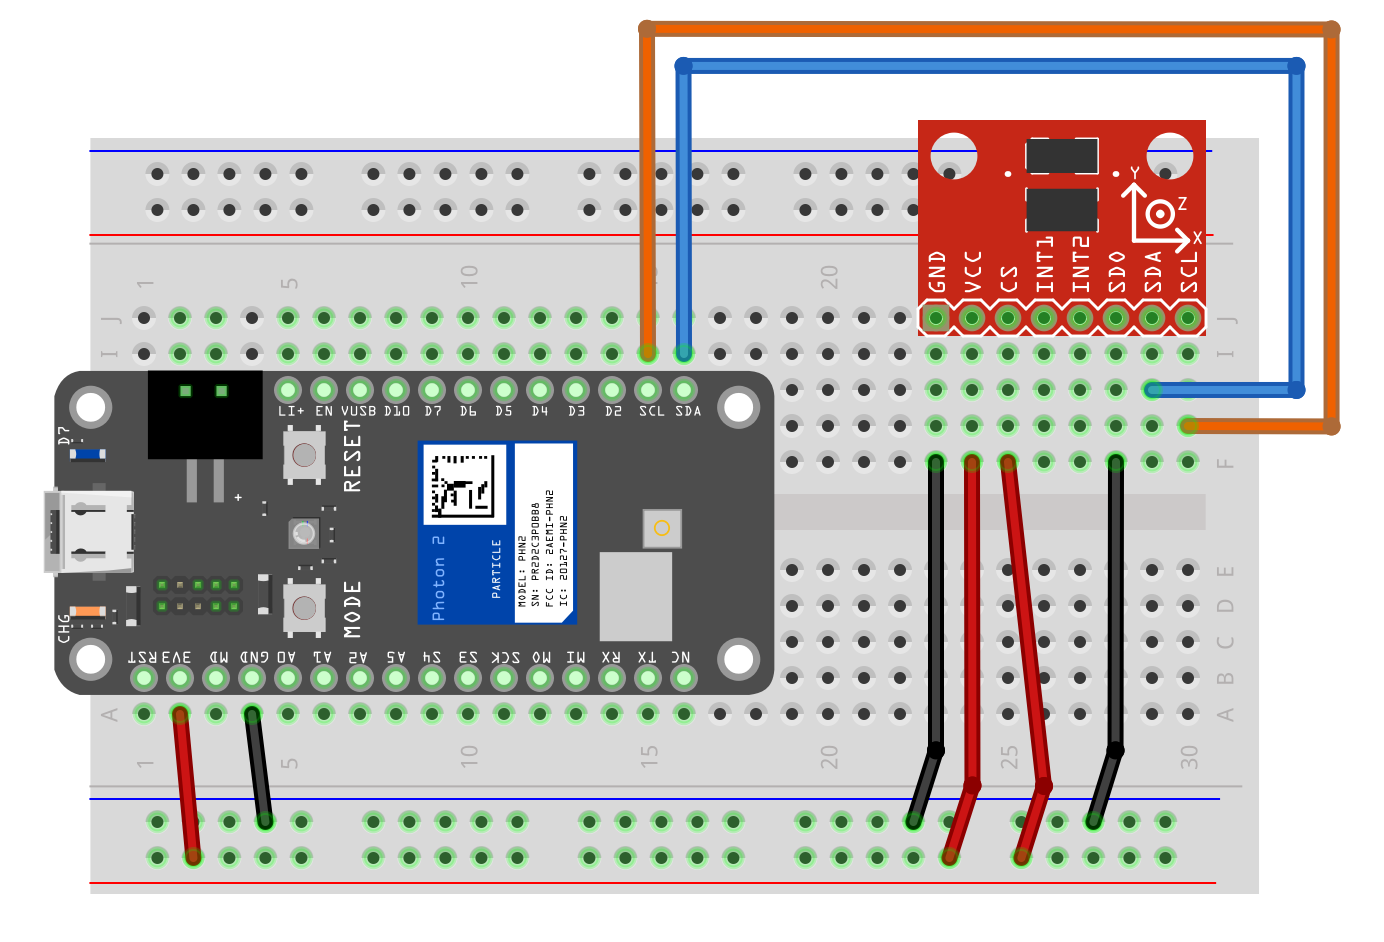 1 5 10 15 20
J J
I I
GND VCC CS INT1 INT2 SDO SDA SCL
Y
Z
X
LI+ EN VUSB D10 D7 D6 D5 D4 D3 D2 SCL SDA
D7
RESET
+
F
Photon 2
PARTICLE
MODEL: PHN2
FCC ID: 2AEMI-PHN2
IC: 20127-PHN2
E
D
C
B
CHG
MODE
RST 3V3 MD GND A0 A1 A2 A5 S4 S3 SCK MO MI RX TX NC
A A
1 5 10 15 20 25 30